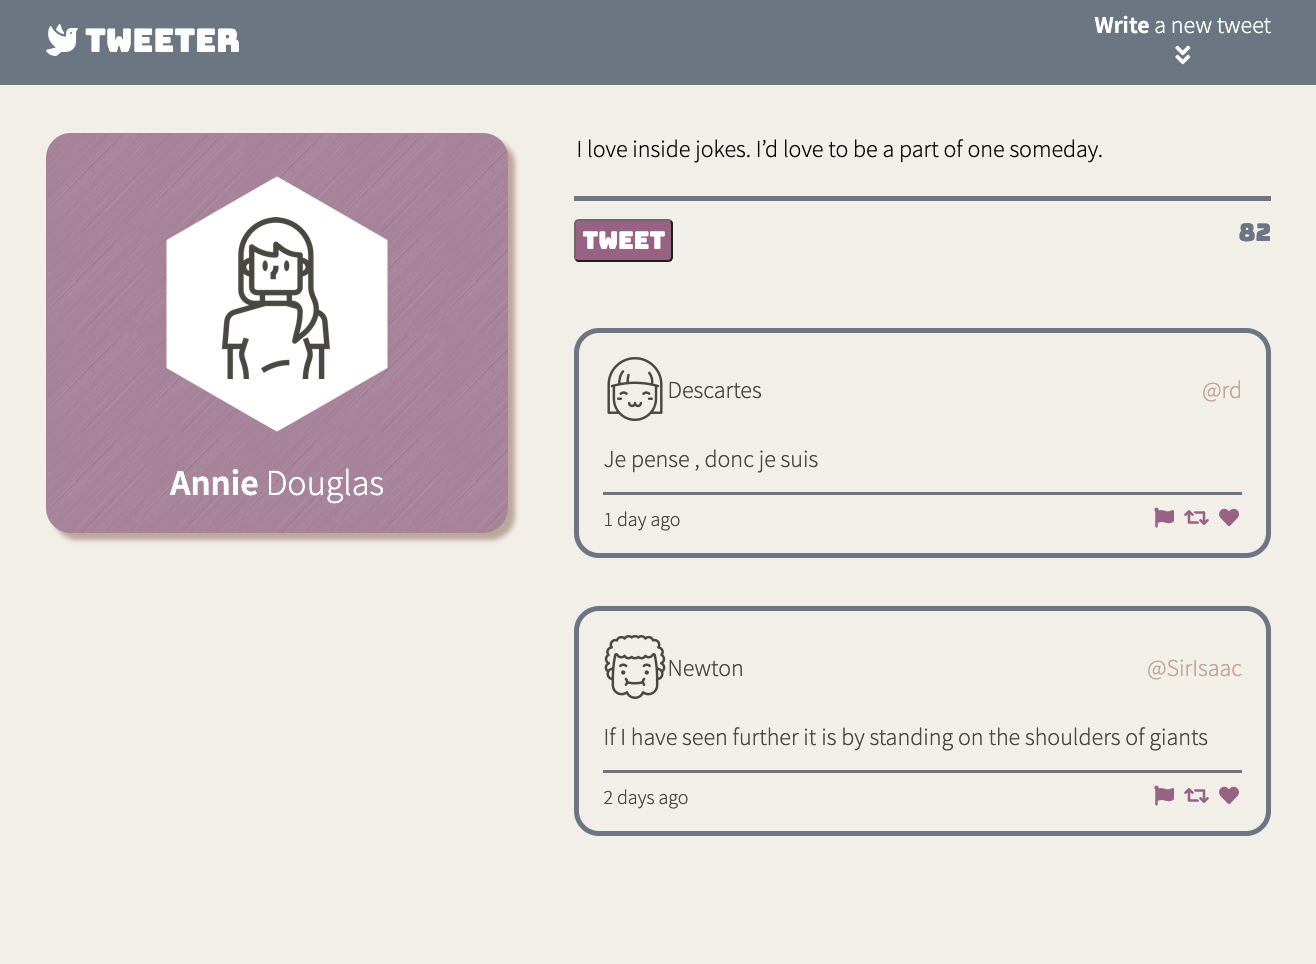 TWEETER
Write a new tweet
I love inside jokes. I’d love to be a part of one someday.
TWEET
82
Annie Douglas
Descartes
@rd
Je pense , donc je suis
1 day ago
Newton
@SirIsaac
If I have seen further it is by standing on the shoulders of giants
2 days ago